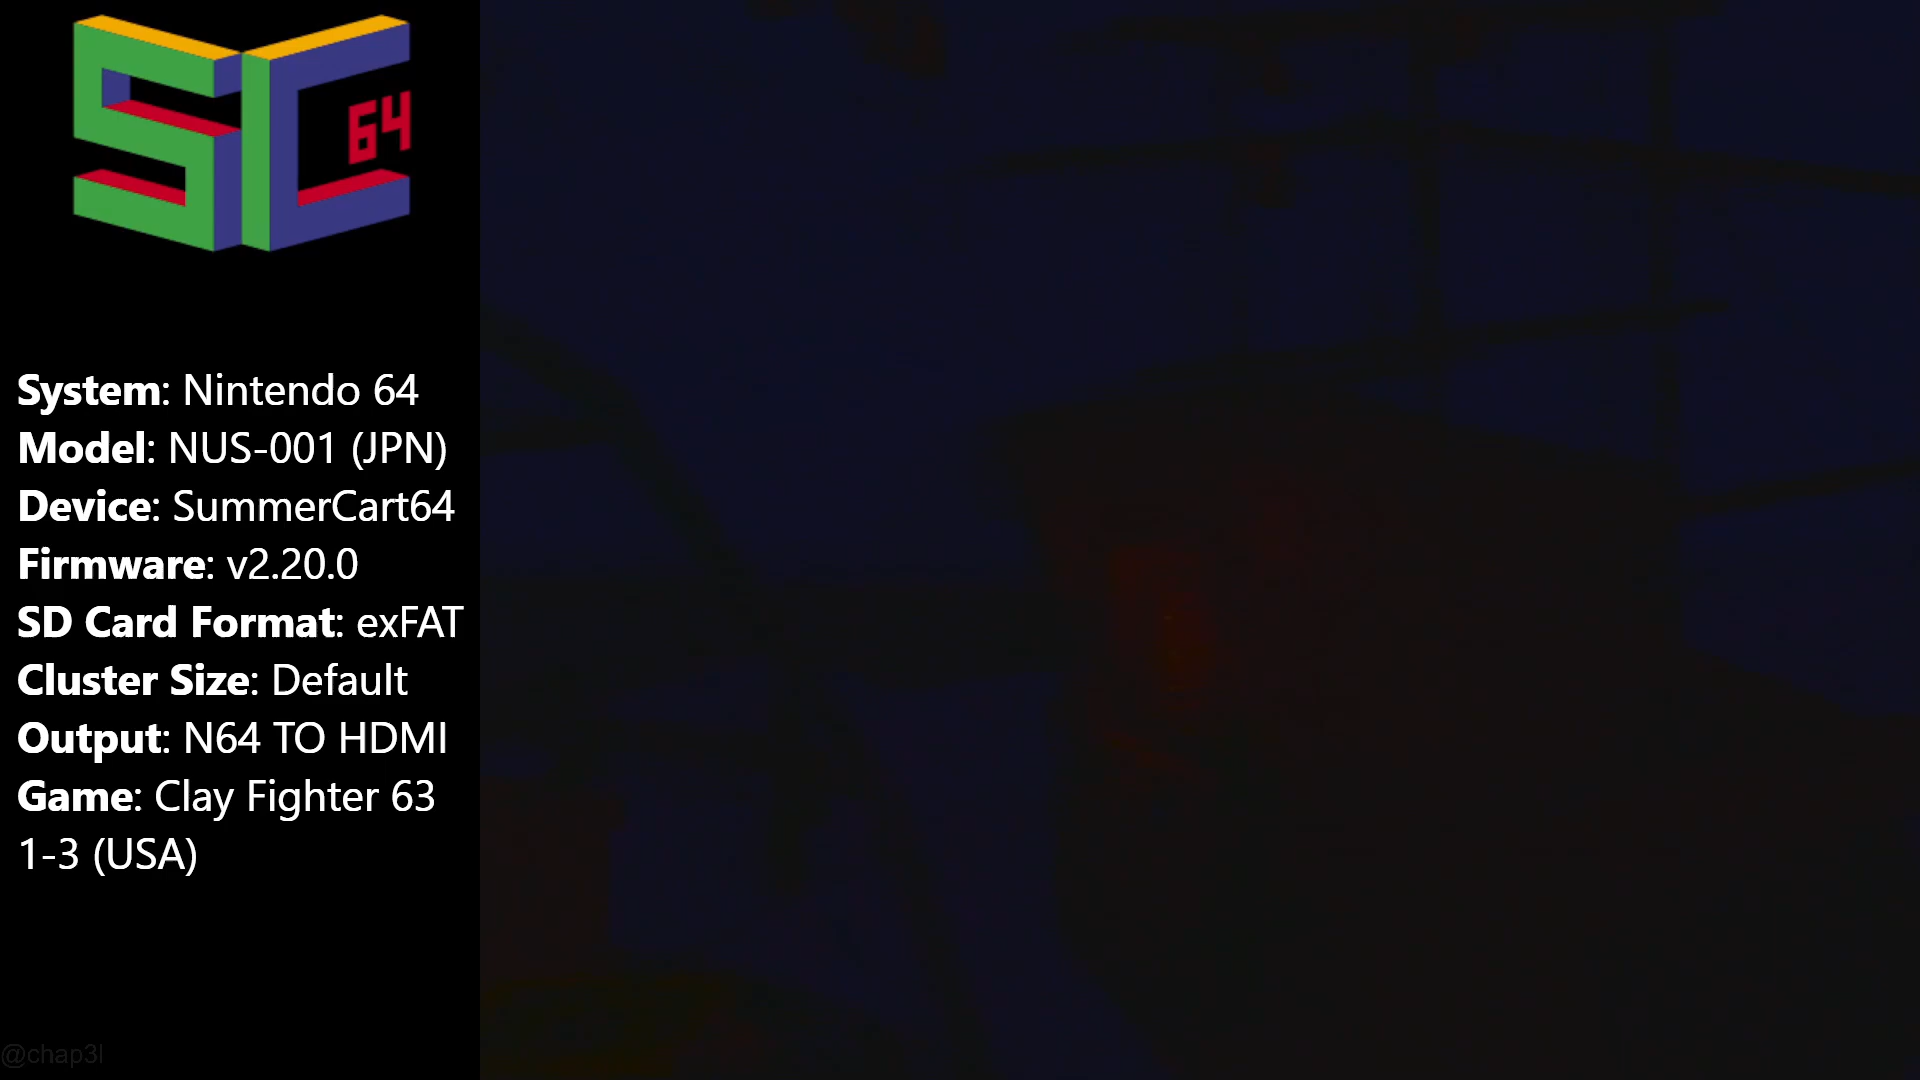 SC
64
System: Nintendo 64
Model: NUS-001 (JPN)
Device: SummerCart64
Firmware: v2.20.0
SD Card Format: exFAT
Cluster Size: Default
Output: N64 TO HDMI
Game: Clay Fighter 63
1-3 (USA)
@chap3l